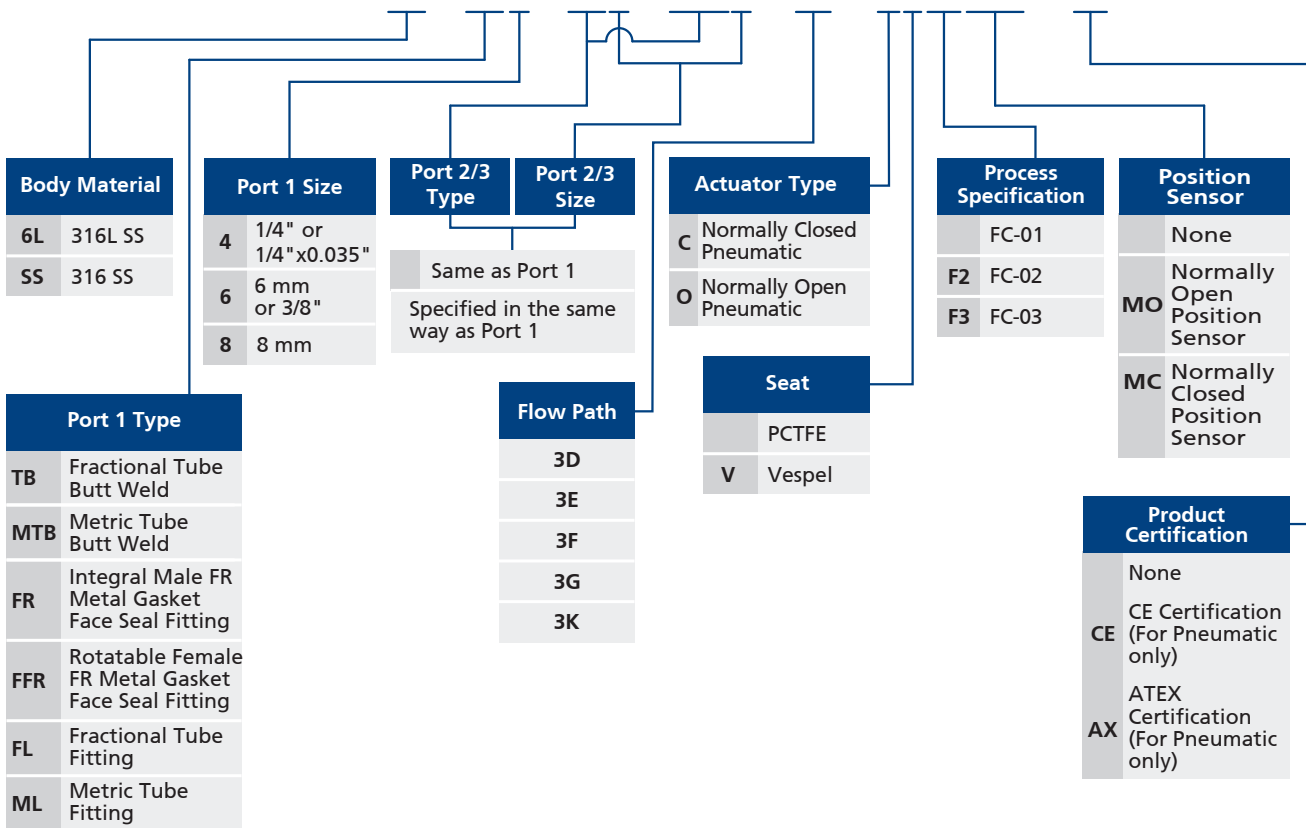 Body Material
6L 316L SS
SS 316 SS
Port 1 Size
4 1/4" or
1/4"x0.035"
6 6 mm
or 3/8"
8 8 mm
Port 2/3
Type
Port 2/3
Size
Same as Port 1
Specified in the same
way as Port 1
Actuator Type
C Normally Closed
Pneumatic
O Normally Open
Pneumatic
Process
Specification
FC-01
F2 FC-02
F3 FC-03
Position
Sensor
None
MO Normally
Open
Position
Sensor
MC Normally
Closed
Position
Sensor
Port 1 Type
TB Fractional Tube
Butt Weld
MTB Metric Tube
Butt Weld
FR Integral Male FR
Metal Gasket
Face Seal Fitting
FFR Rotatable Female
FR Metal Gasket
Face Seal Fitting
FL Fractional Tube
Fitting
ML Metric Tube
Fitting
Flow Path
3D
3E
3F
3G
3K
Seat
PCTFE
V Vespel
Product
Certification
None
CE CE Certification
(For Pneumatic
only)
AX ATEX
Certification
(For Pneumatic
only)